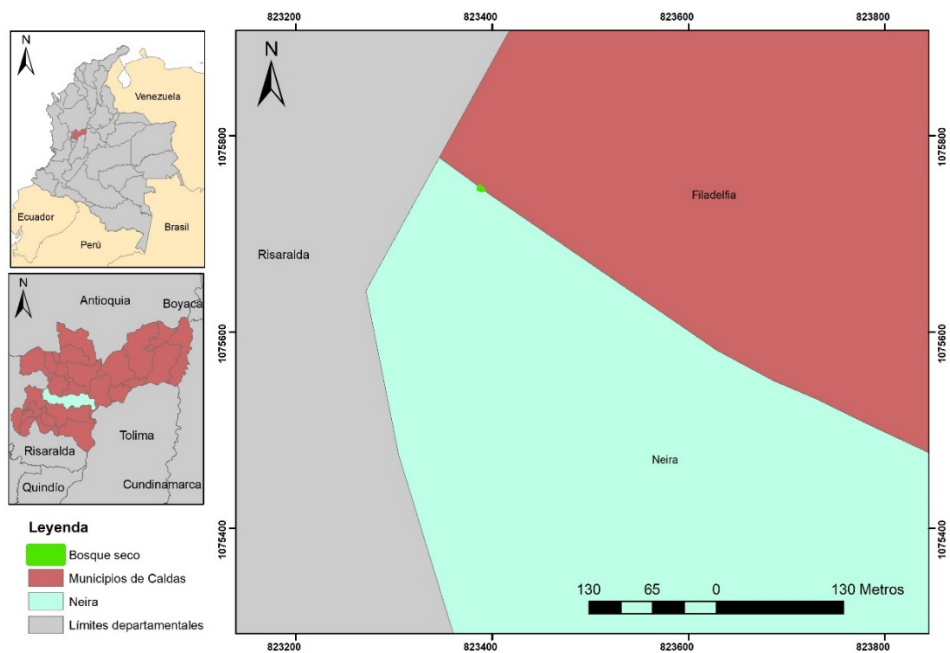 N
Venezuela
Ecuador
Perú
Brasil
N
Antioquia
Boyacá
Tolima
Risaralda
Quindío
Cundinamarca
Leyenda
Bosque seco
Municipios de Caldas
Neira
Límites departamentales
823200 823400 823600 823800
N
1075800 1075800
Filadelfia
Risaralda
1075600 1075600
Neira
1075400 1075400
130 65 0 130 Metros
823200 823400 823600 823800